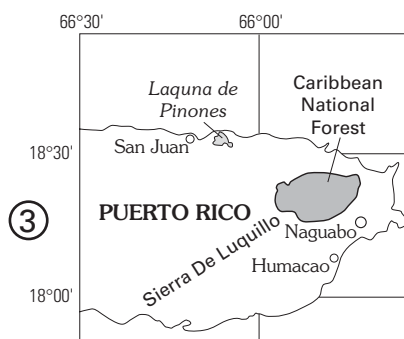 66°30'
66°00'
Laguna de
Pinones
Caribbean
National
Forest
18°30'
San Juan
3
PUERTO RICO
Naguabo
Sierra De Luquillo
Humacao
18°00'